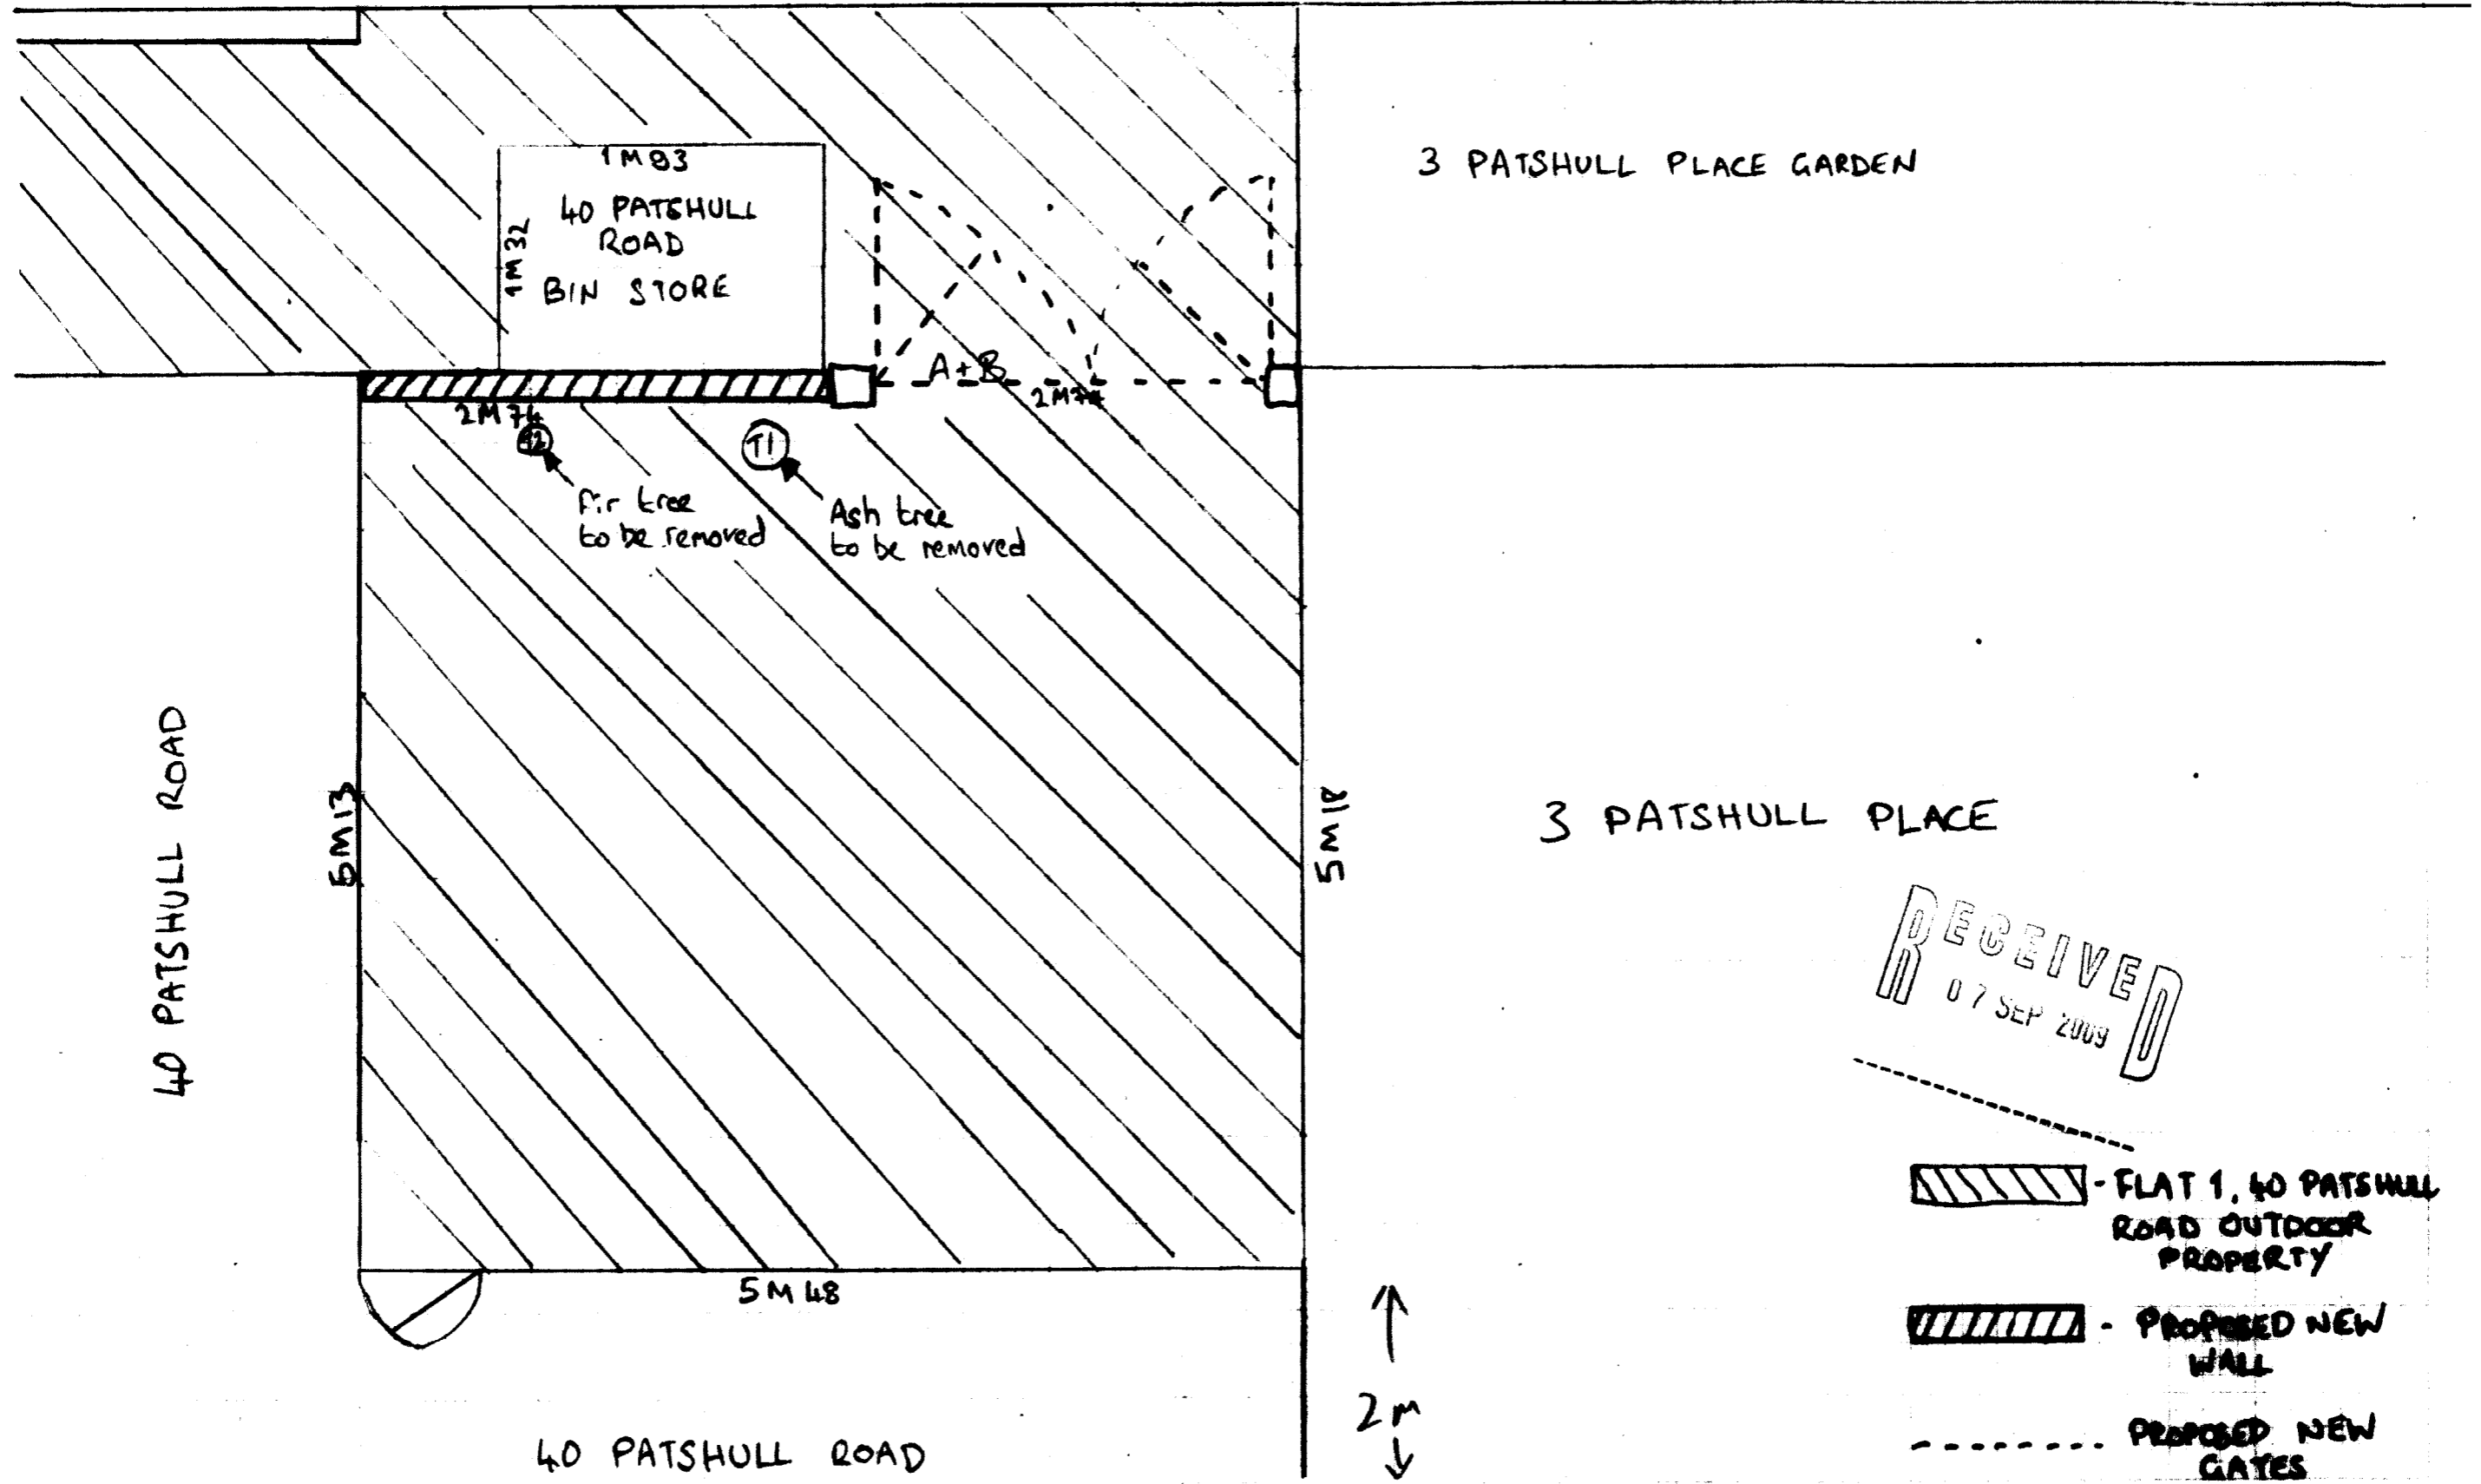 1M83
40 PATSHULL
ROAD
BIN STORE
1M32
3 PATSHULL PLACE GARDEN
A+B
2M74
2M74
T1
Fir tree
to be removed
Ash tree
to be removed
40 PATSHULL ROAD
5M13
5M18
3 PATSHULL PLACE
RECEIVED
07 SEP 2009
- FLAT 1, 40 PATSHULL
ROAD OUTDOOR
PROPERTY
- PROPOSED NEW
WALL
PROPOSED NEW
GATES
5M48
2M
40 PATSHULL ROAD